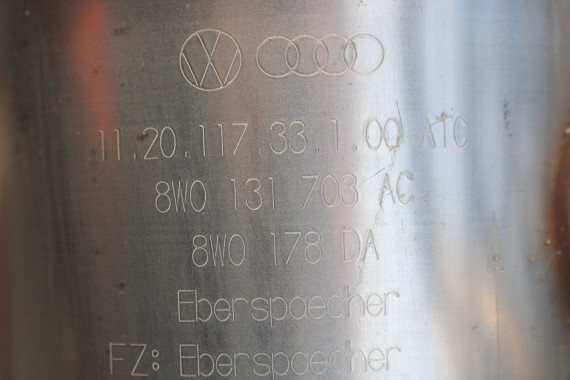 11.20.117.33.1.00 ATC
8W0 131 703 AC
8W0 178 DA
Eberspaecher
FZ: Eberspaecher